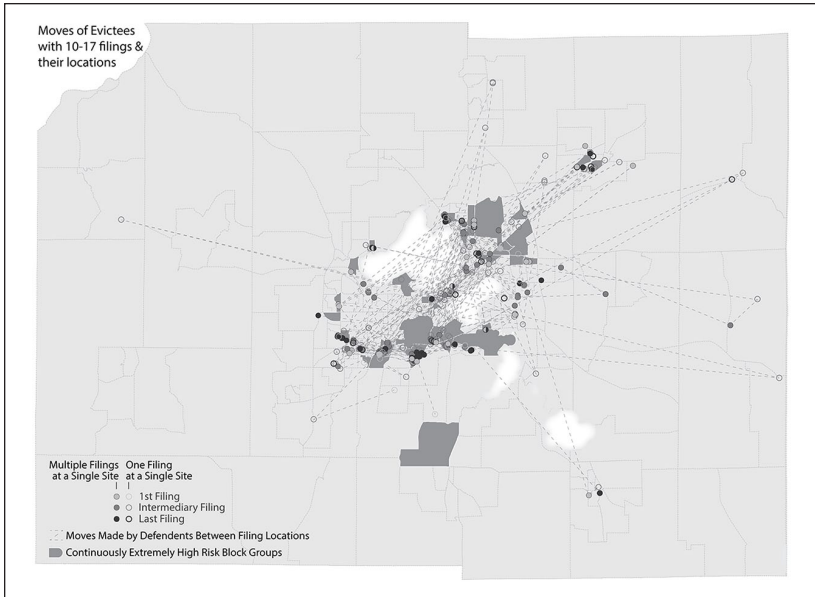 Moves of Evictees
with 10-17 filings &
their locations
Multiple Filings One Filing
at a Single Site at a Single Site
1st Filing
Intermediary Filing
Last Filing
Moves Made by Defendents Between Filing Locations
Continuously Extremely High Risk Block Groups